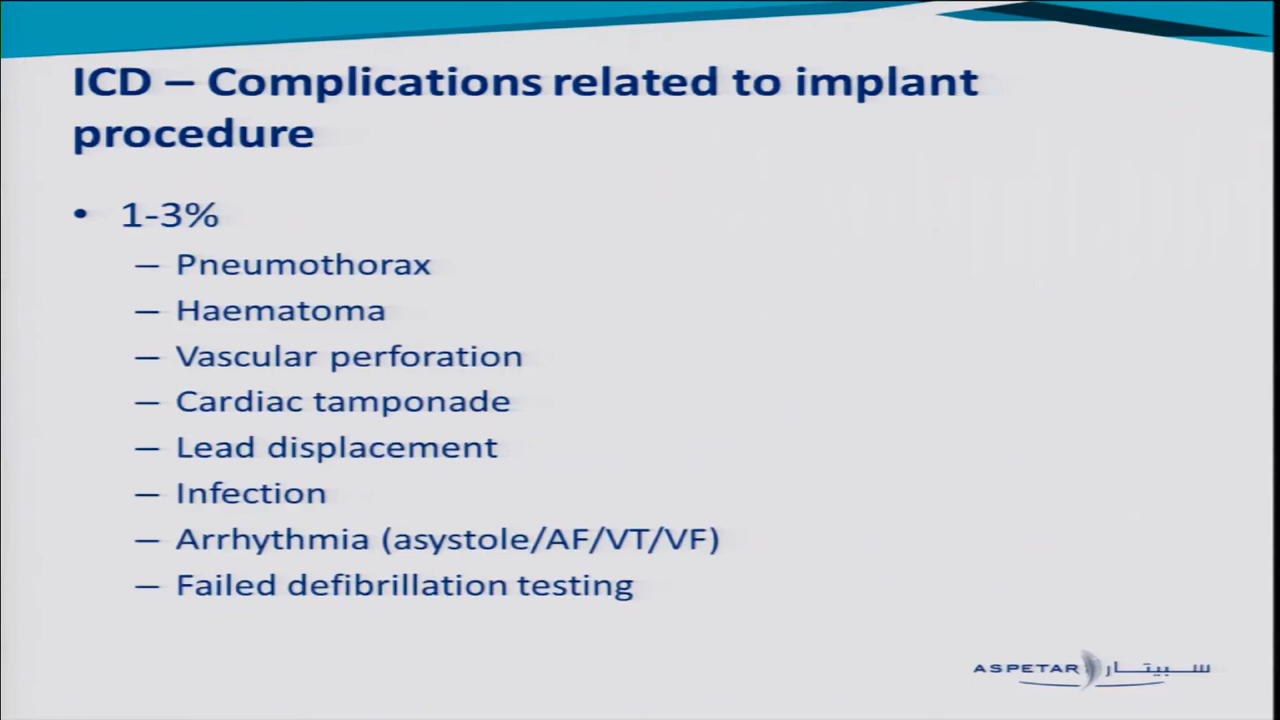 ICD – Complications related to implant
procedure
• 1-3%
– Pneumothorax
– Haematoma
– Vascular perforation
– Cardiac tamponade
– Lead displacement
– Infection
– Arrhythmia (asystole/AF/VT/VF)
– Failed defibrillation testing
ASPETAR سبيتار